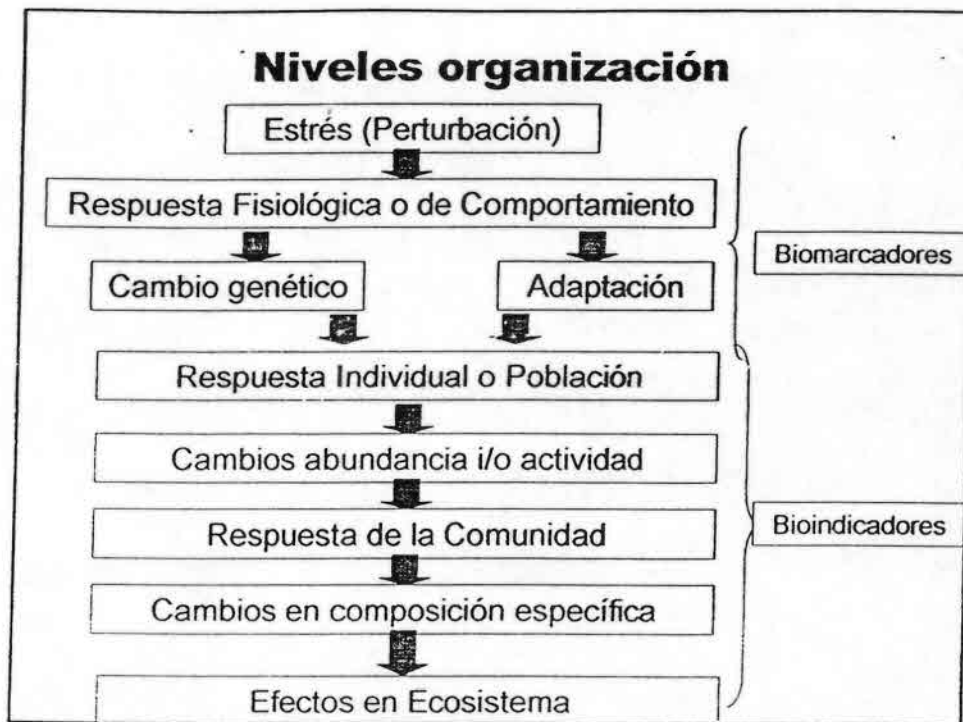 Niveles organización
Estrés (Perturbación)
Respuesta Fisiológica o de Comportamiento
Biomarcadores
Cambio genético
Adaptación
Respuesta Individual o Población
Cambios abundancia i/o actividad
Respuesta de la Comunidad
Bioindicadores
Cambios en composición específica
Efectos en Ecosistema